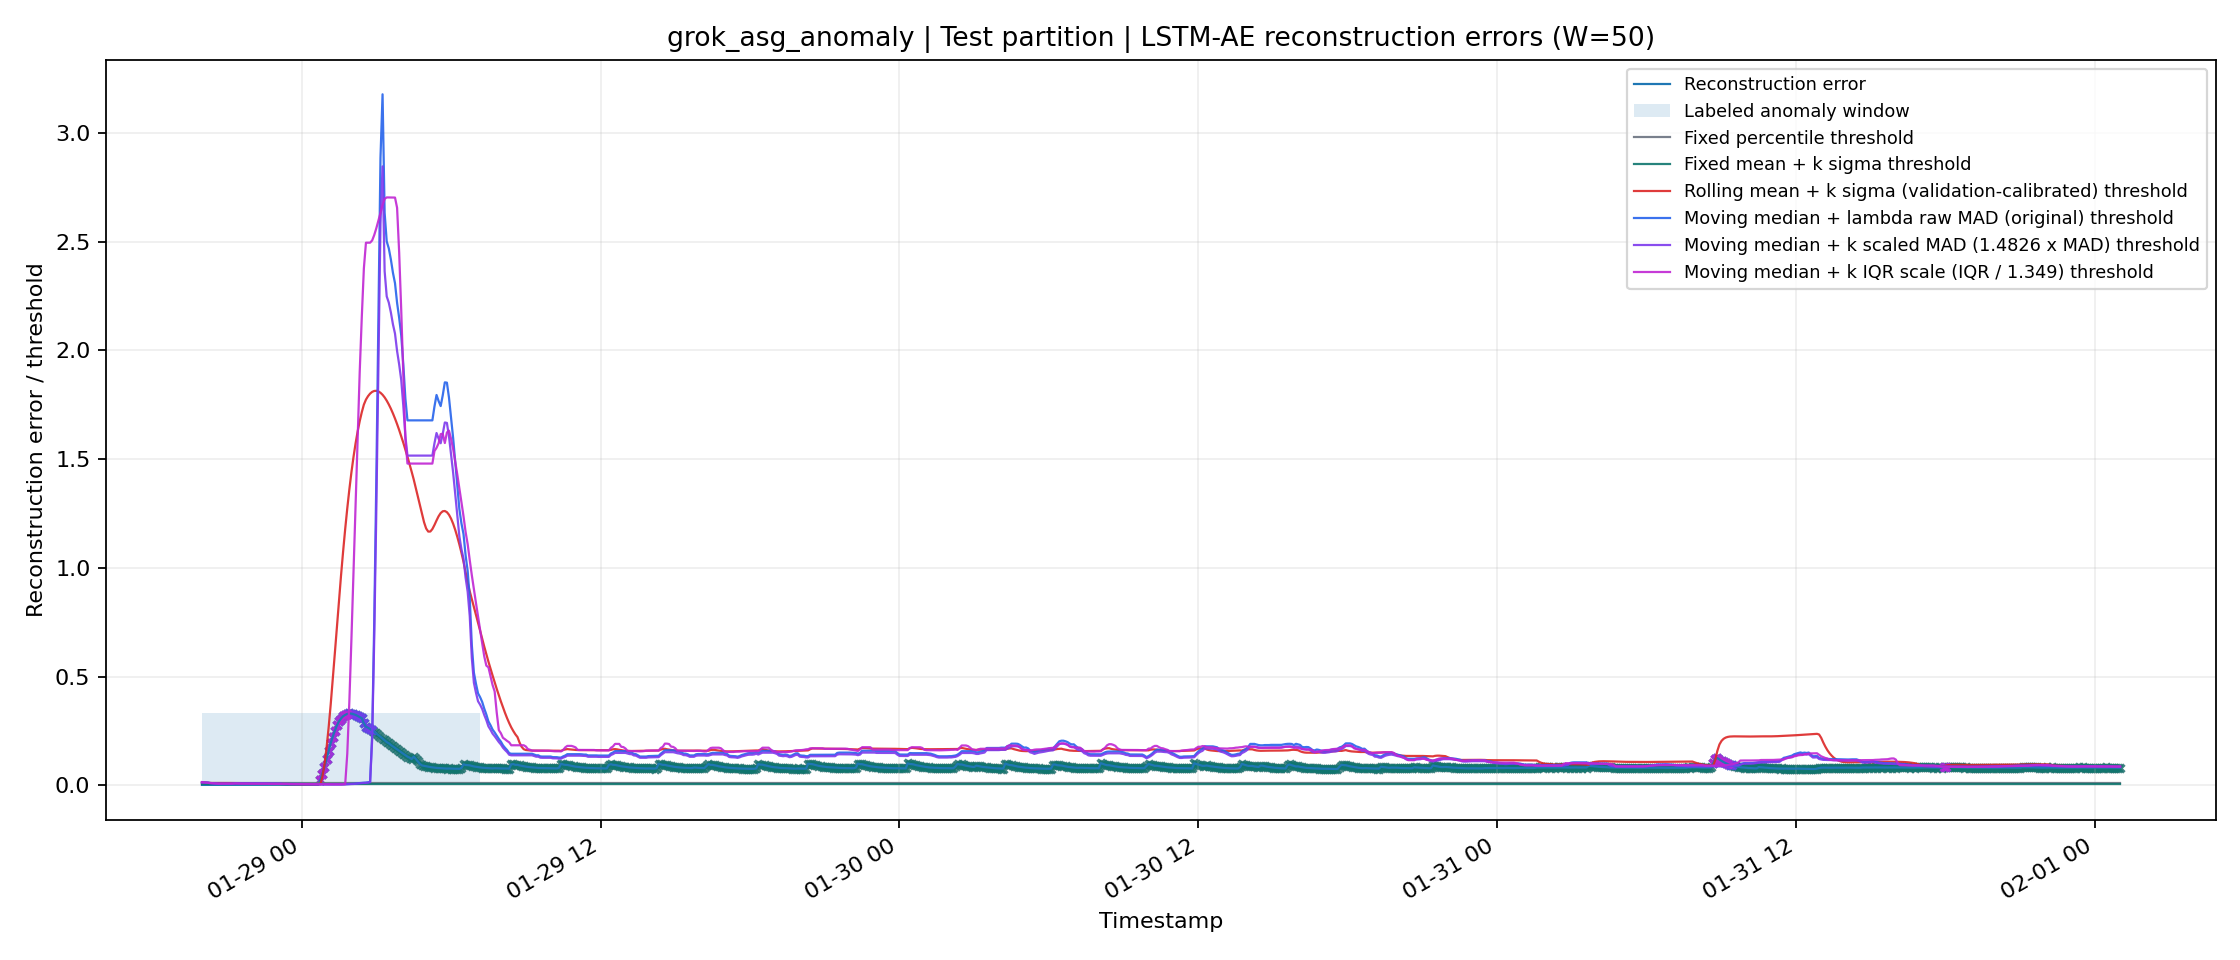 grok_asg_anomaly | Test partition | LSTM-AE reconstruction errors (W=50)
Reconstruction error
Labeled anomaly window
Fixed percentile threshold
Fixed mean + k sigma threshold
Rolling mean + k sigma (validation-calibrated) threshold
Moving median + lambda raw MAD (original) threshold
Moving median + k scaled MAD (1.4826 x MAD) threshold
Moving median + k IQR scale (IQR / 1.349) threshold
Reconstruction error / threshold
3.0
2.5
2.0
1.5
1.0
0.5
0.0
01-29 00
01-29 12
01-30 00
01-30 12
01-31 00
01-31 12
02-01 00
Timestamp